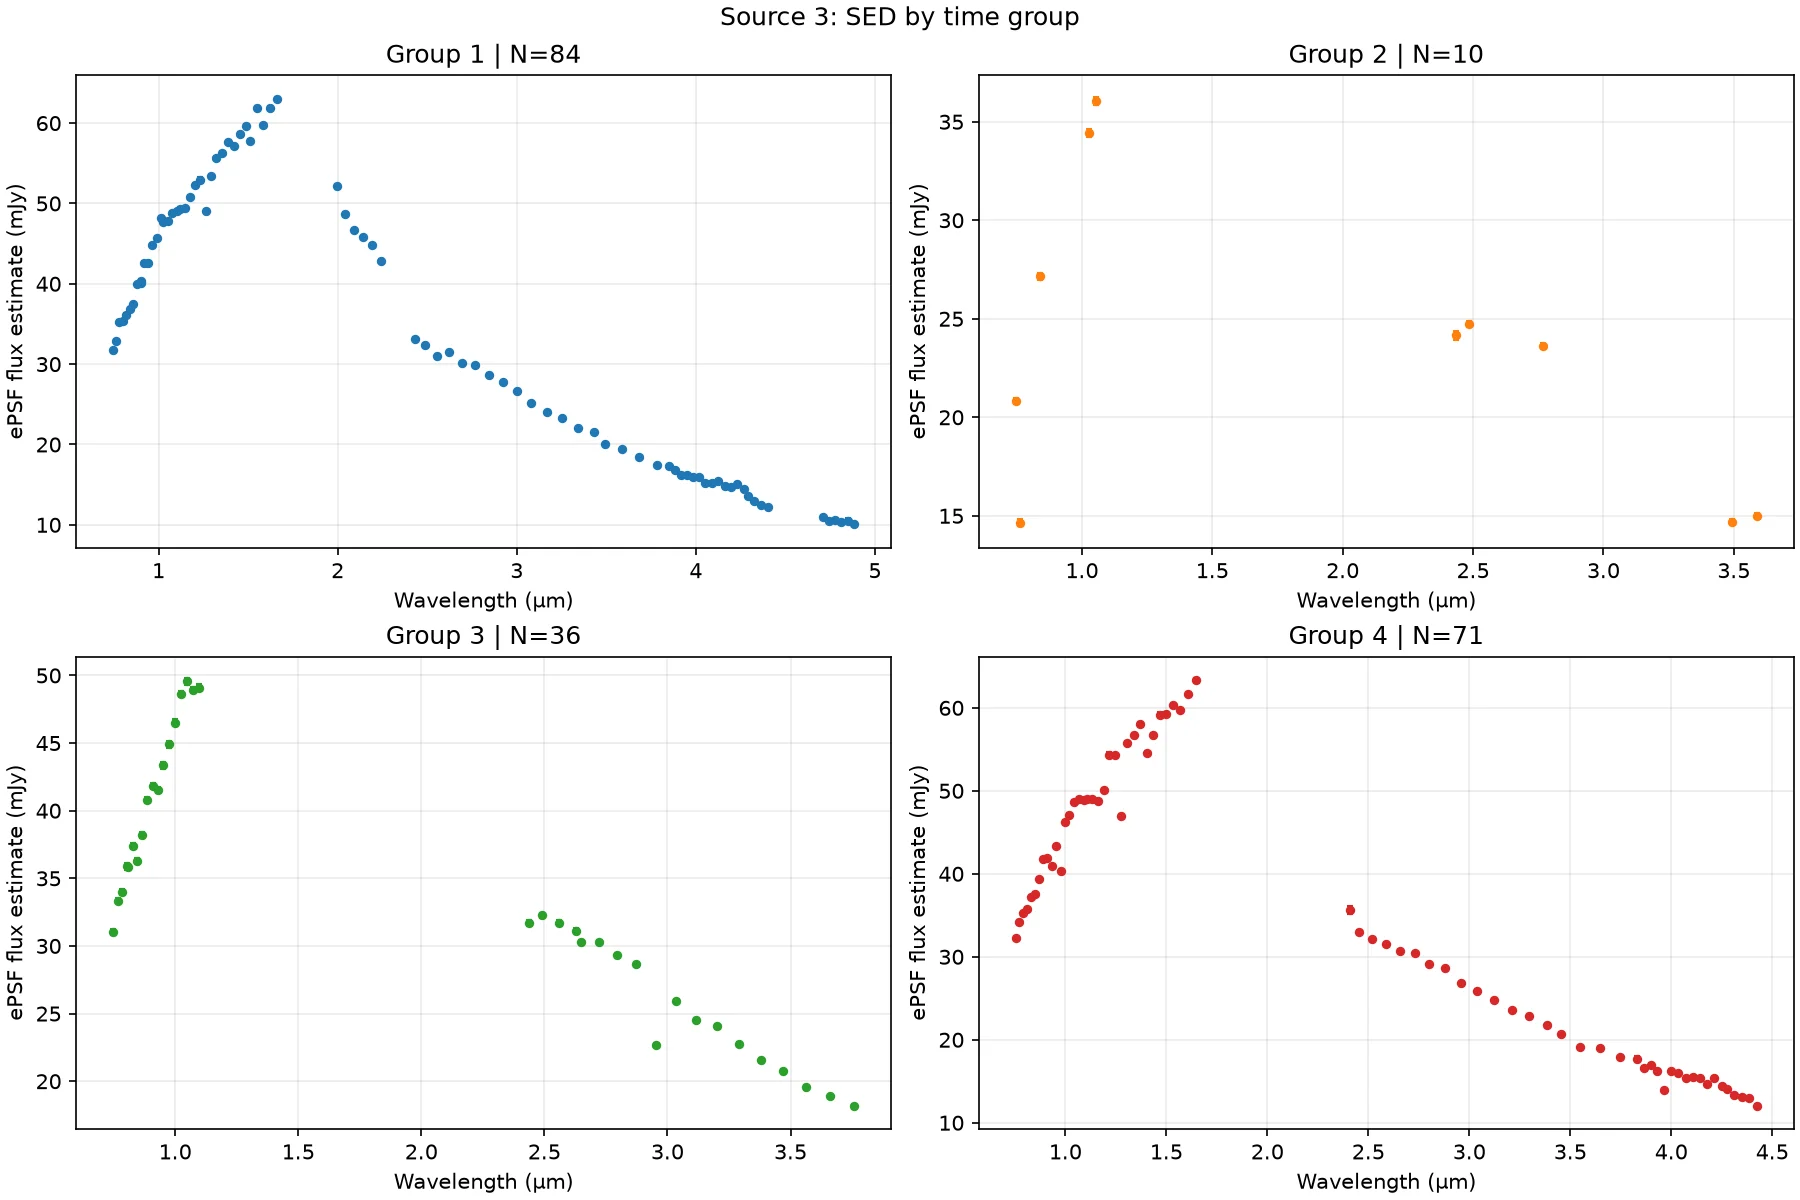 Source 3: SED by time group
Group 1 | N=84
60
50
40
30
20
10
ePSF flux estimate (mJy)
1 2 3 4 5
Wavelength (µm)
Group 2 | N=10
35
30
25
20
15
ePSF flux estimate (mJy)
1.0 1.5 2.0 2.5 3.0 3.5
Wavelength (µm)
Group 3 | N=36
50
45
40
35
30
25
20
ePSF flux estimate (mJy)
1.0 1.5 2.0 2.5 3.0 3.5
Wavelength (µm)
Group 4 | N=71
60
50
40
30
20
10
ePSF flux estimate (mJy)
1.0 1.5 2.0 2.5 3.0 3.5 4.0 4.5
Wavelength (µm)